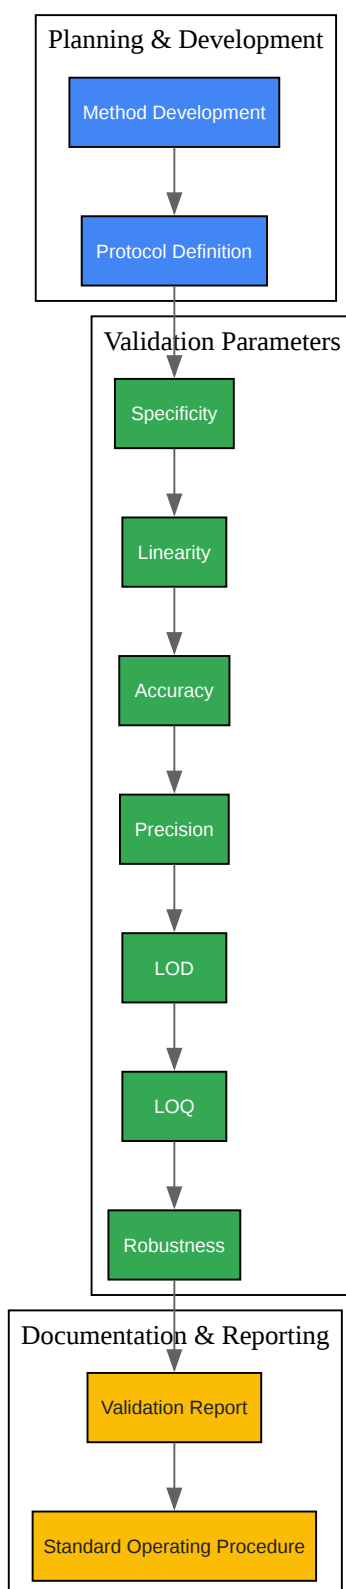 Planning & Development
Method Development
Protocol Definition
Validation Parameters
Specificity
Linearity
Accuracy
Precision
LOD
LOQ
Robustness
Documentation & Reporting
Validation Report
Standard Operating Procedure